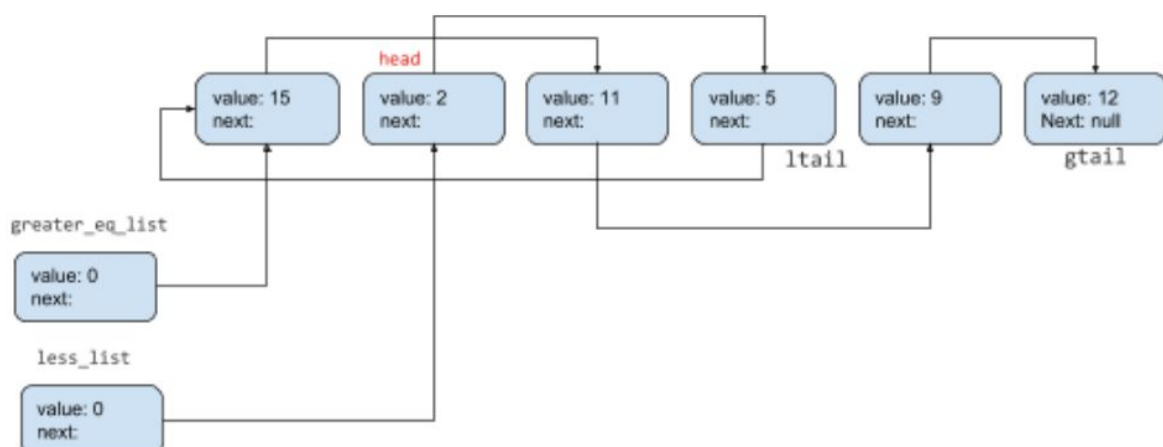 head
value: 15
next:
value: 2
next:
value: 11
next:
value: 5
next:
value: 9
next:
value: 12
Next: null
ltail
gtail
greater_eq_list
value: 0
next:
less_list
value: 0
next: